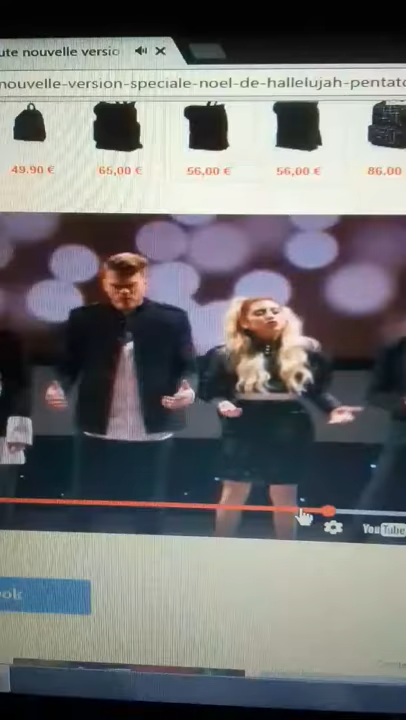 ute nouvelle versio
nouvelle-version-speciale-noel-de-hallelujah-pentato
49.90 € 65,00 € 56,00 € 56,00 € 86.00
YouTube
ook